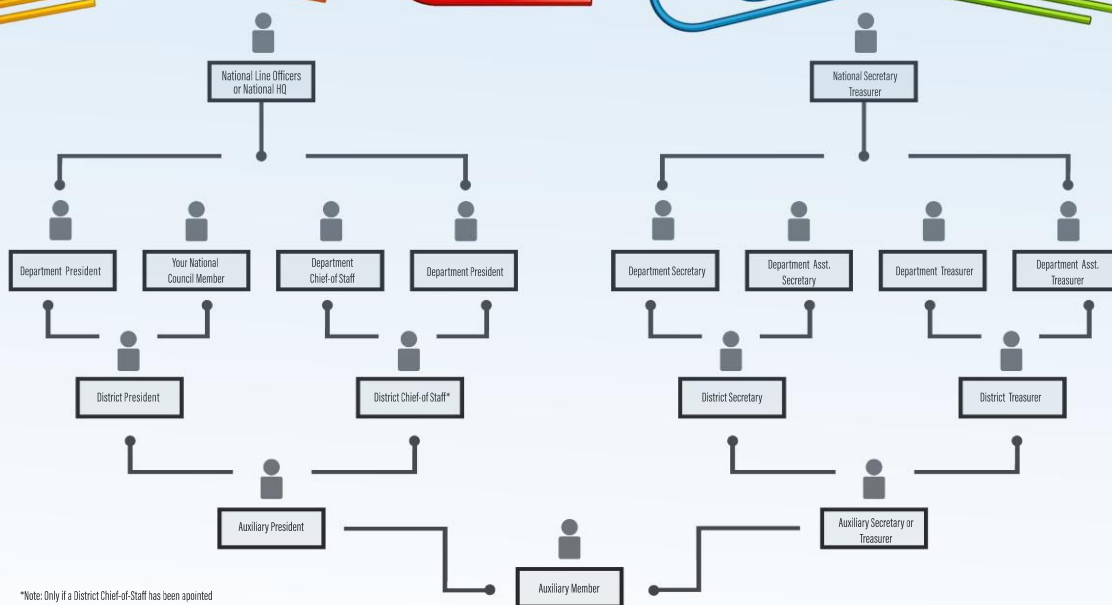 National Line Officers
or National HQ
National Secretary
Treasurer
Department President
Your National
Council Member
Department
Chief-of Staff
Department President
Department Secretary
Department Asst.
Secretary
Department Treasurer
Department Asst.
Treasurer
District President
District Chief-of Staff*
District Secretary
District Treasurer
Auxiliary President
Auxiliary Secretary or
Treasurer
Auxiliary Member
*Note: Only if a District Chief-of-Staff has been apointed